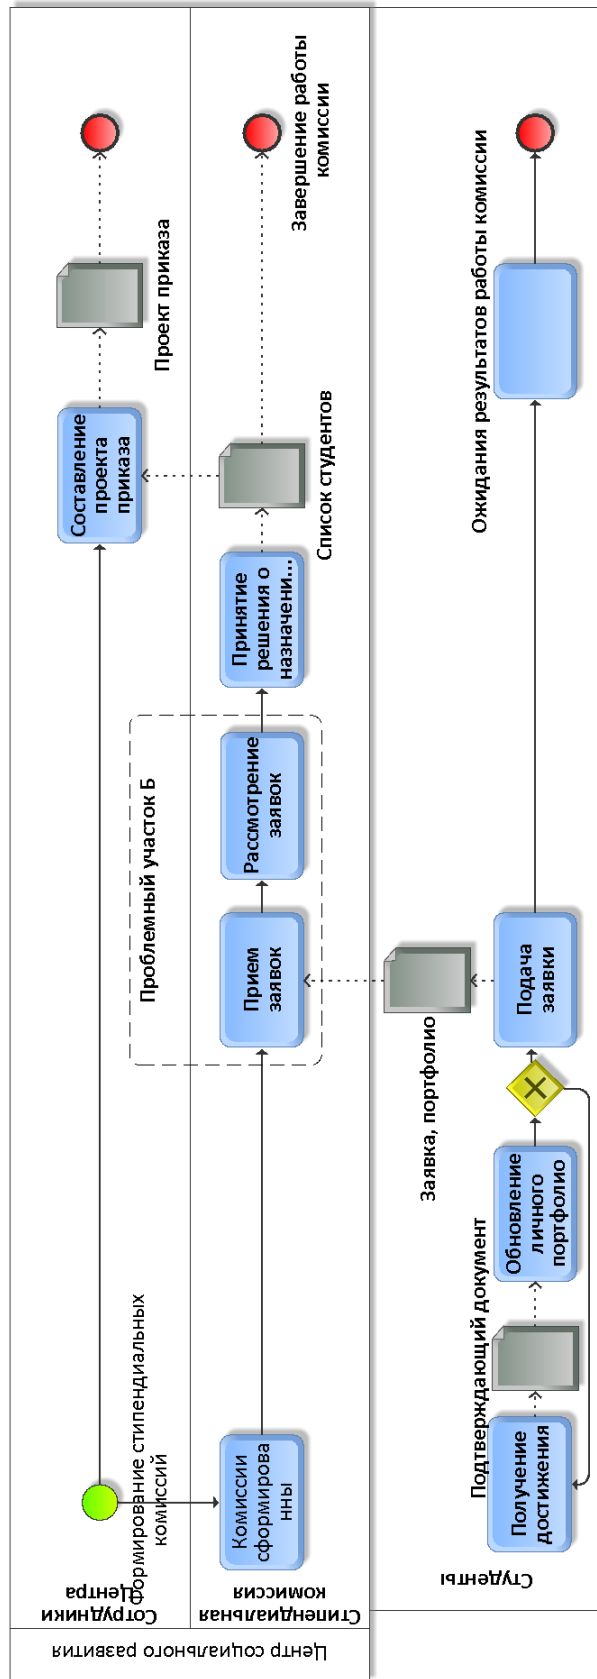 Центр социального развития
Сотрудники
Центра
Формирование стипендиальных
комиссий
Составление
проекта
приказа
Проект приказа
Стипендиальная
комиссия
Комиссии
сформирова
нны
Проблемный участок Б
Прием
заявок
Рассмотрение
заявок
Принятие
решения о
назначени...
Список студентов
Завершение работы
комиссии
Студенты
Получение
достижения
Подтверждающий документ
Обновление
личного
портфолио
Заявка, портфолио
Подача
заявки
Ожидания результатов работы комиссии